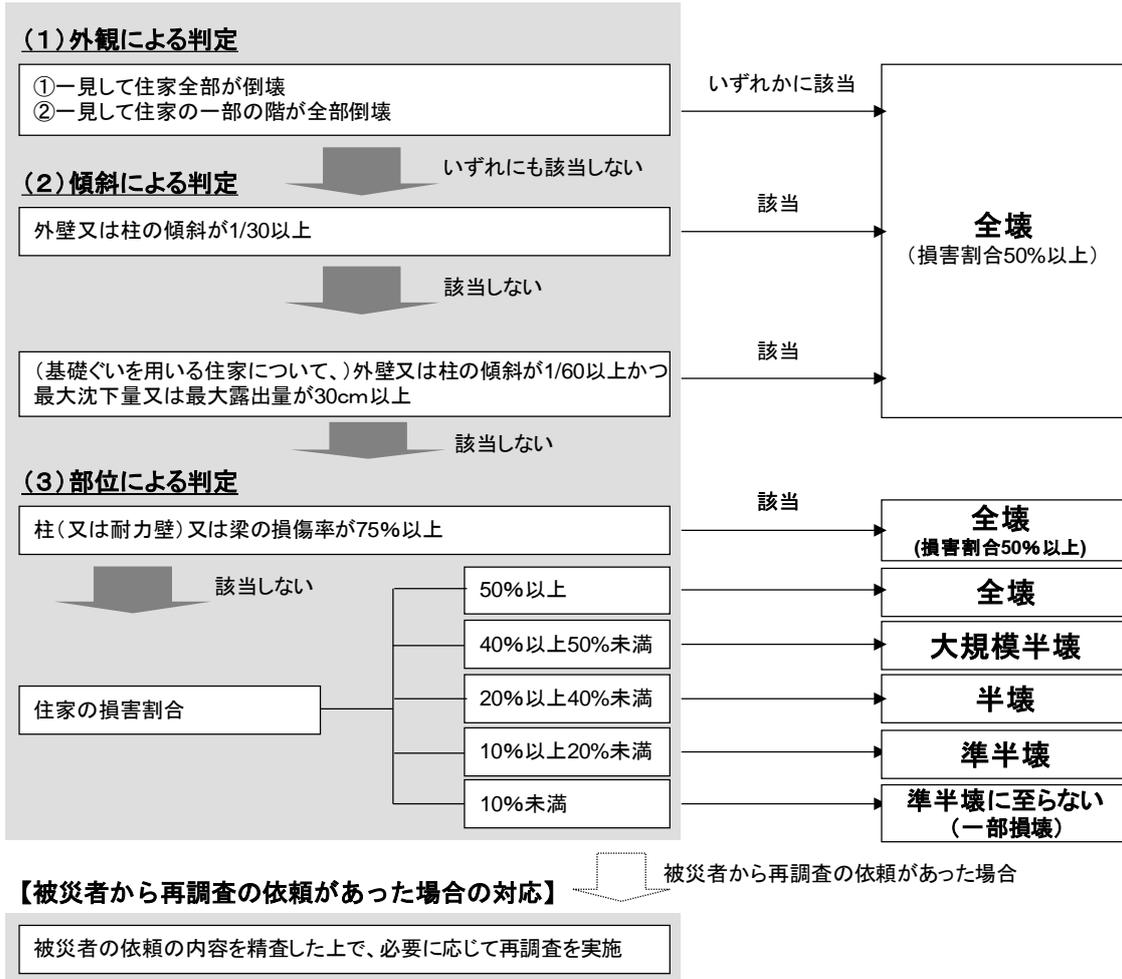 （１）外観による判定
①一見して住家全部が倒壊
②一見して住家の一部の階が全部倒壊
いずれかに該当
いずれにも該当しない
（２）傾斜による判定
外壁又は柱の傾斜が1/30以上
該当
全壊
（損害割合50%以上）
該当しない
（基礎ぐいを用いる住家について、）外壁又は柱の傾斜が1/60以上かつ
最大沈下量又は最大露出量が30cm以上
該当
該当しない
（３）部位による判定
柱（又は耐力壁）又は梁の損傷率が75%以上
該当
全壊
(損害割合50%以上)
該当しない
住家の損害割合
50%以上
全壊
40%以上50%未満
大規模半壊
20%以上40%未満
半壊
10%以上20%未満
準半壊
10%未満
準半壊に至らない
（一部損壊）
被災者から再調査の依頼があった場合
【被災者から再調査の依頼があった場合の対応】
被災者の依頼の内容を精査した上で、必要に応じて再調査を実施